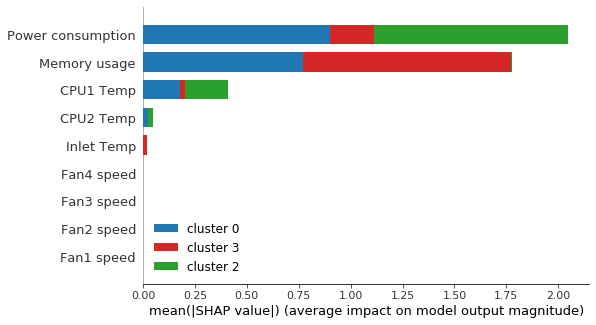 Power consumption
Memory usage
CPU1 Temp
CPU2 Temp
Inlet Temp
Fan4 speed
Fan3 speed
Fan2 speed
Fan1 speed
cluster 0
cluster 3
cluster 2
0.00 0.25 0.50 0.75 1.00 1.25 1.50 1.75 2.00
mean(|SHAP value|) (average impact on model output magnitude)